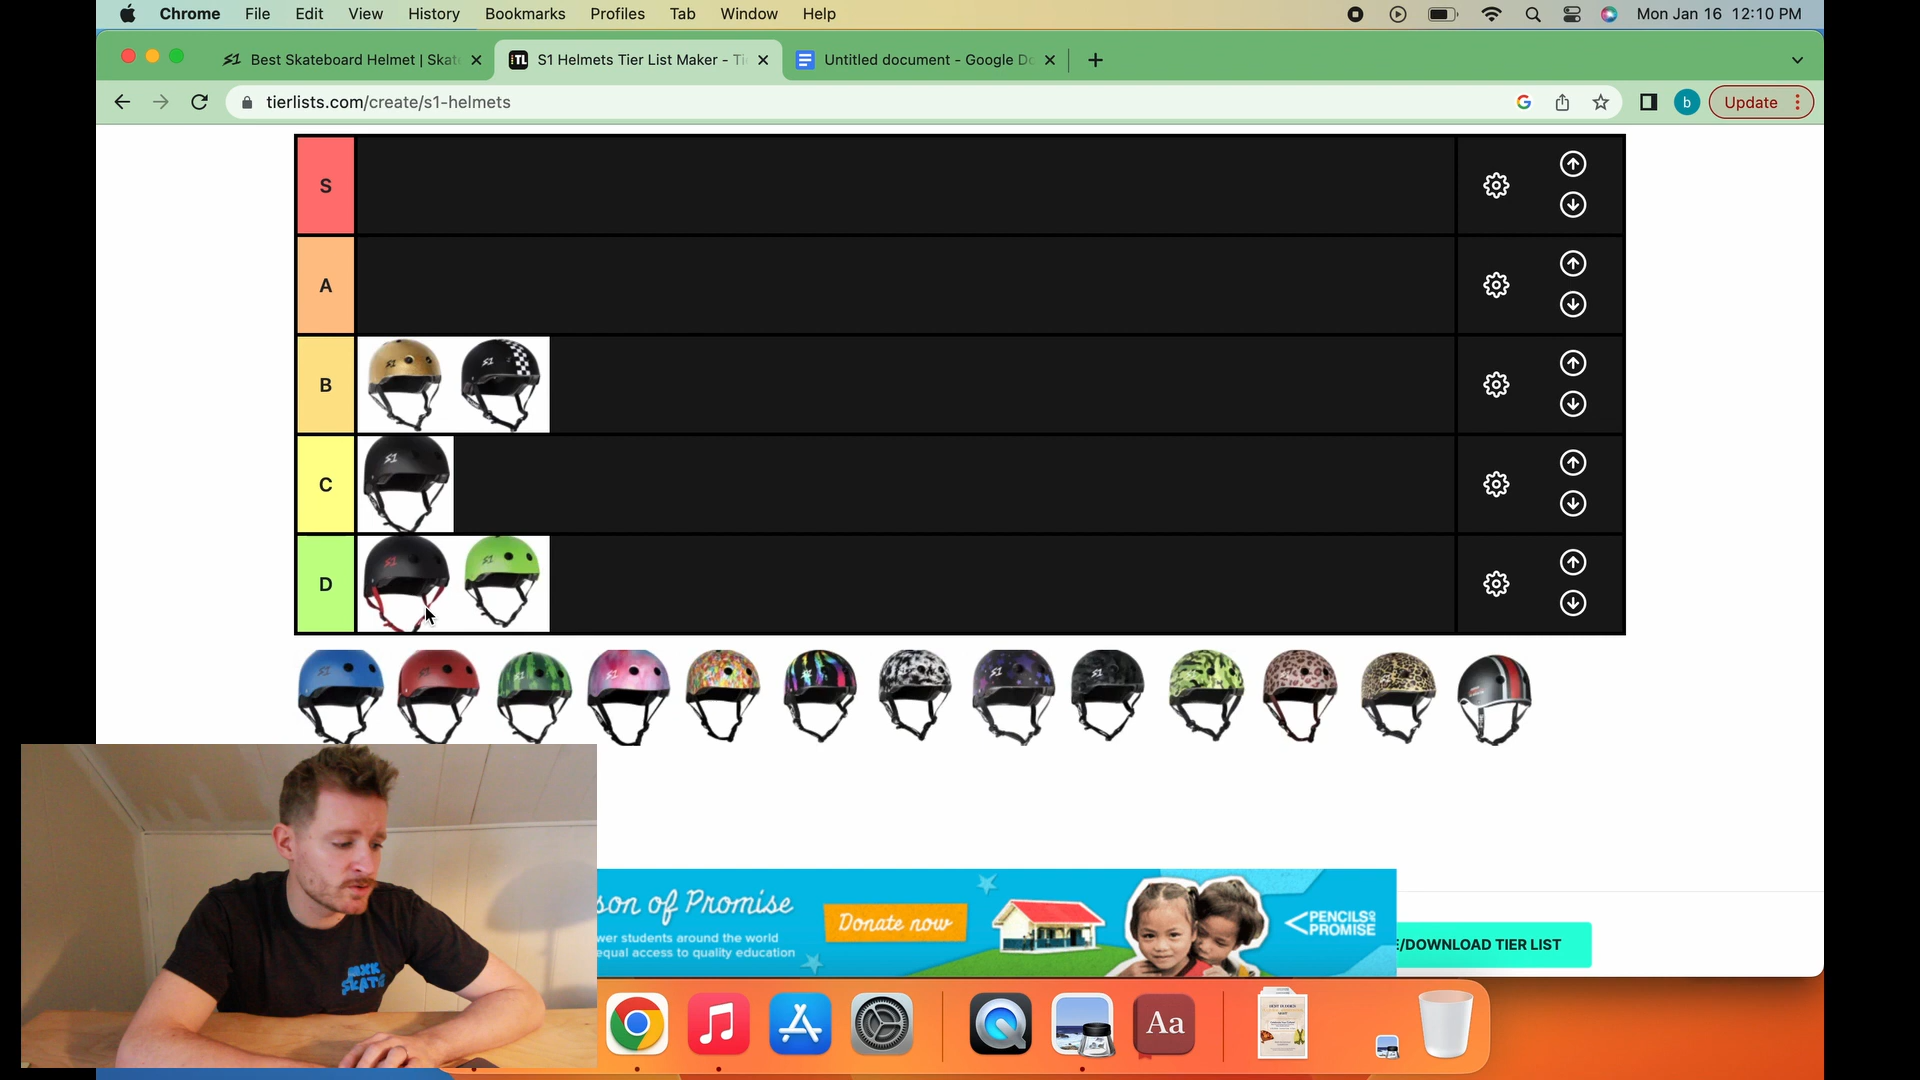 Chrome File Edit View History Bookmarks Profiles Tab Window Help Mon Jan 16 12:10 PM
Best Skateboard Helmet | Skat
S1 Helmets Tier List Maker - Ti
Untitled document - Google Do
tierlists.com/create/s1-helmets
b
Update
S
A
B
C
D
son of Promise
wer students around the world
equal access to quality education
Donate now
PENCILS OF
PROMISE
/DOWNLOAD TIER LIST
MXK
SKATE
Aa